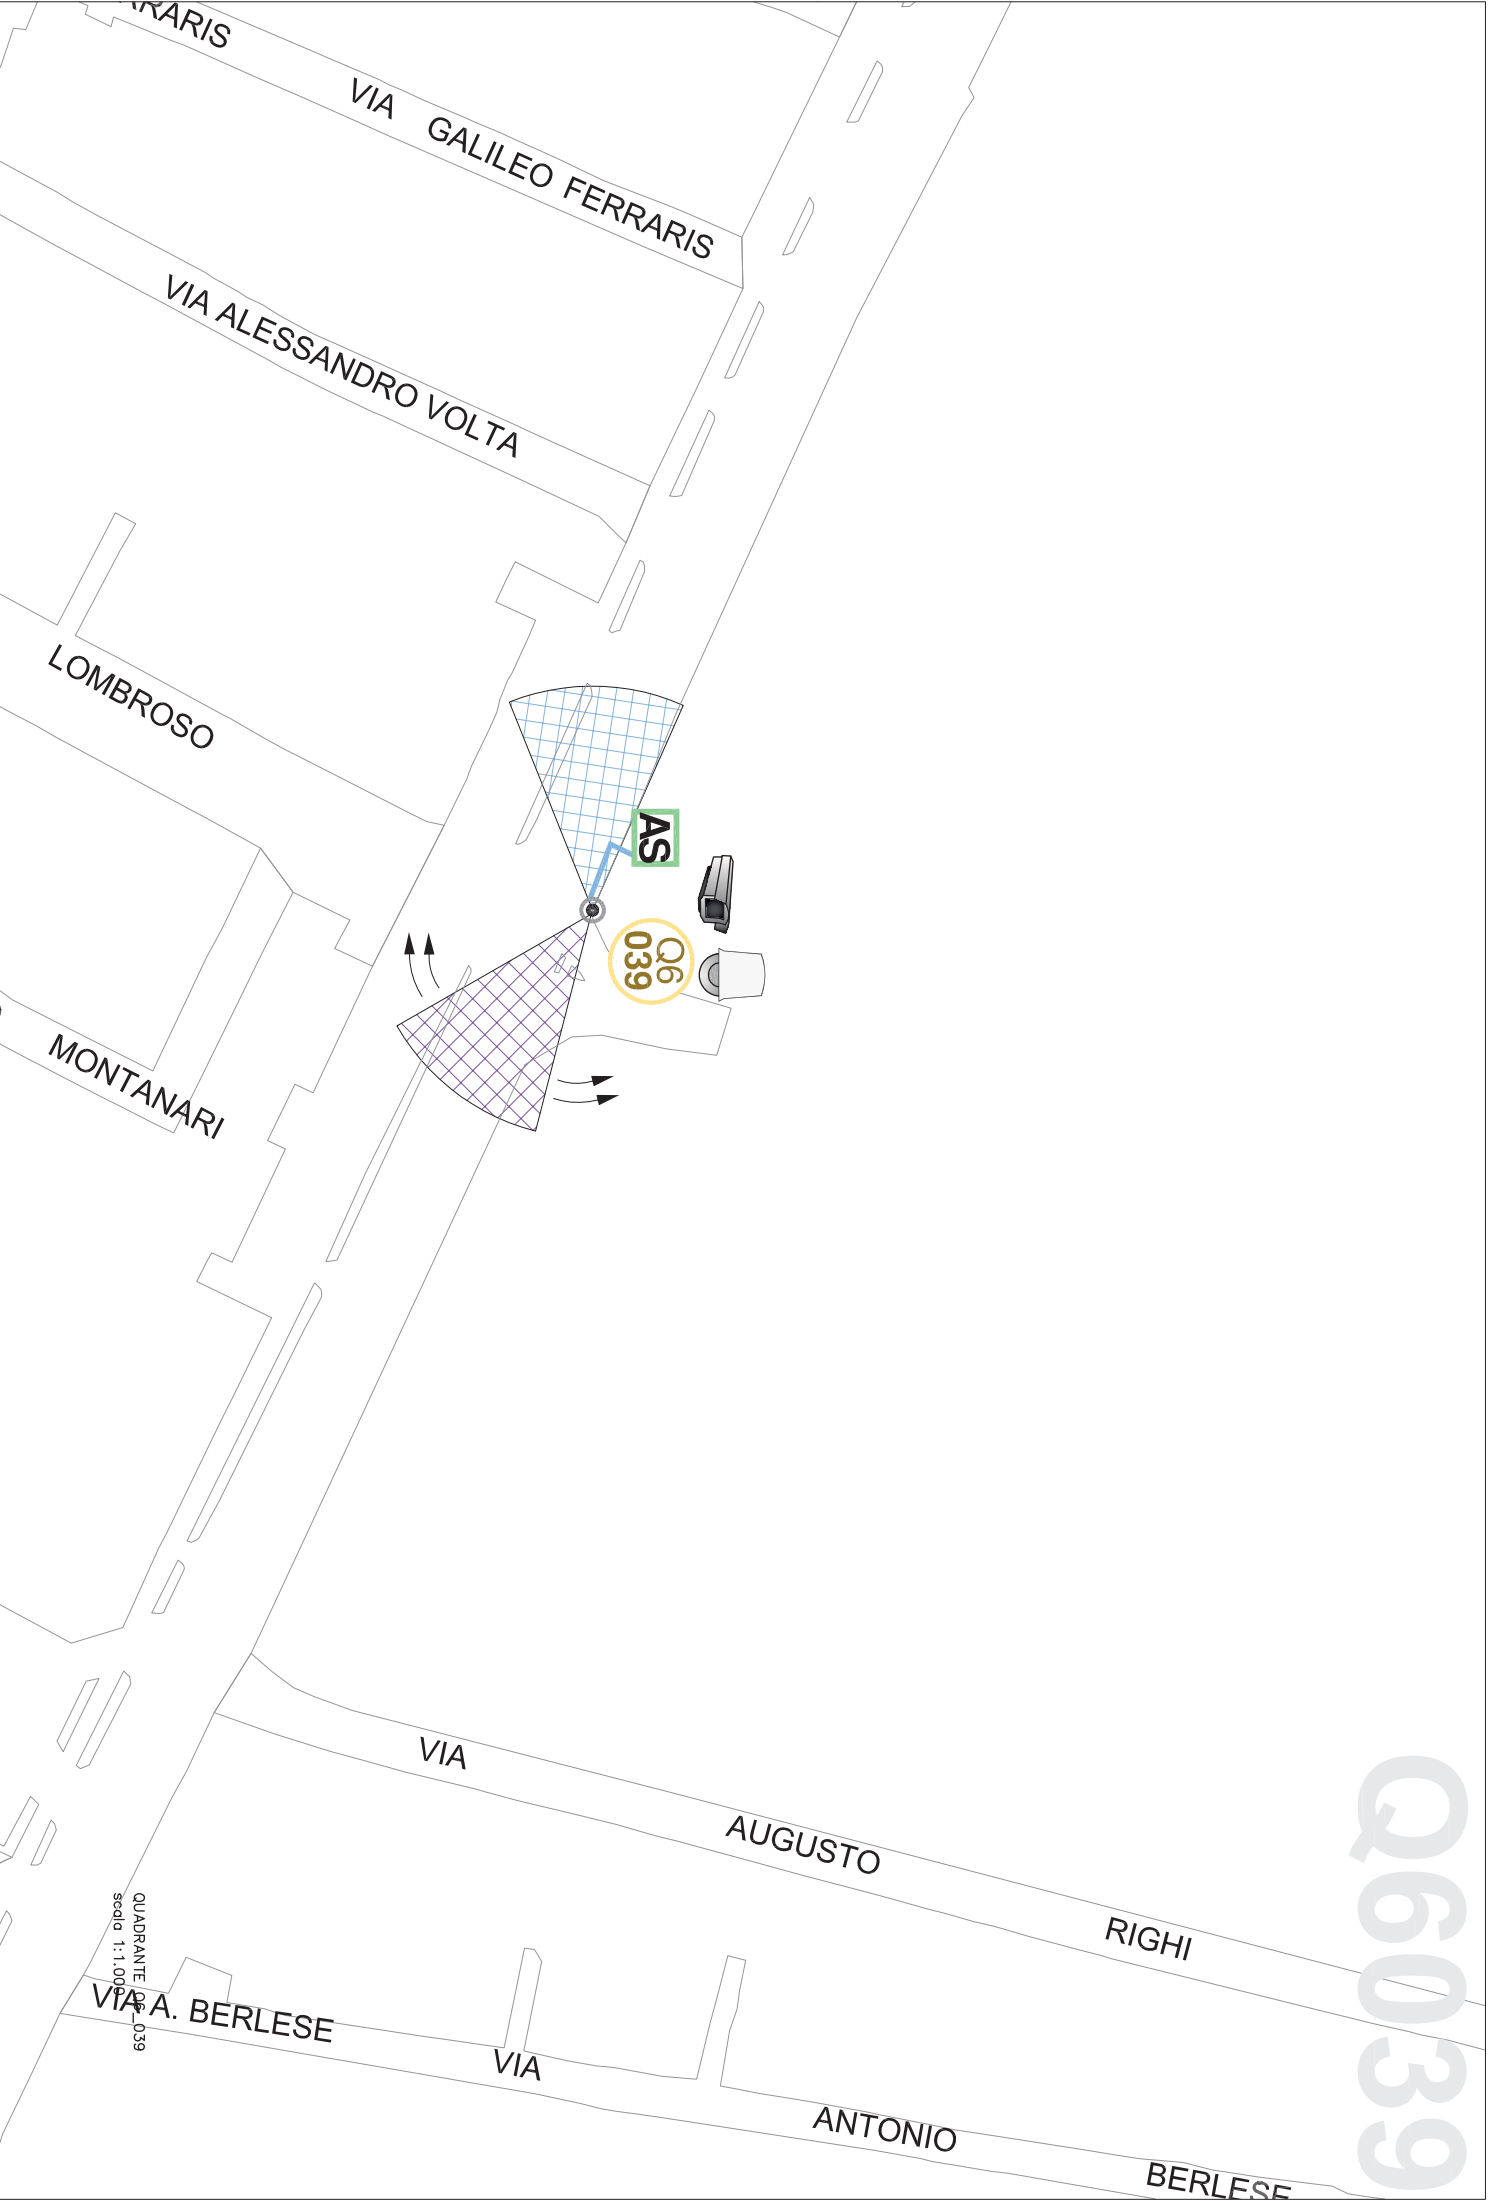 RARIS
VIA GALILEO FERRARIS
VIA ALESSANDRO VOLTA
LOMBROSO
AS
Q6
039
MONTANARI
VIA AUGUSTO RIGHI
Q6039
QUADRANTE Q6_039
scala 1:1.000
VIA A. BERLESE
VIA ANTONIO BERLESE